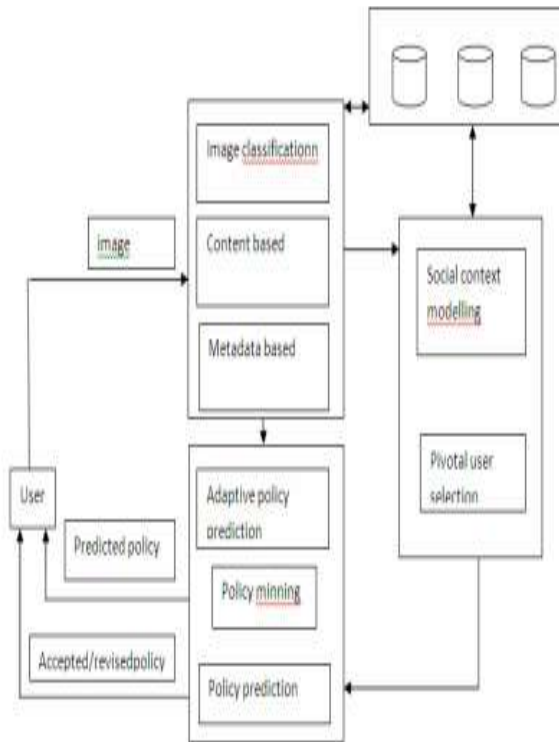 Image classificationn
image
Content based
Social context
modelling
Metadata based
Pivotal user
selection
User
Adaptive policy
prediction
Predicted policy
Policy minning
Accepted/revisedpolicy
Policy prediction